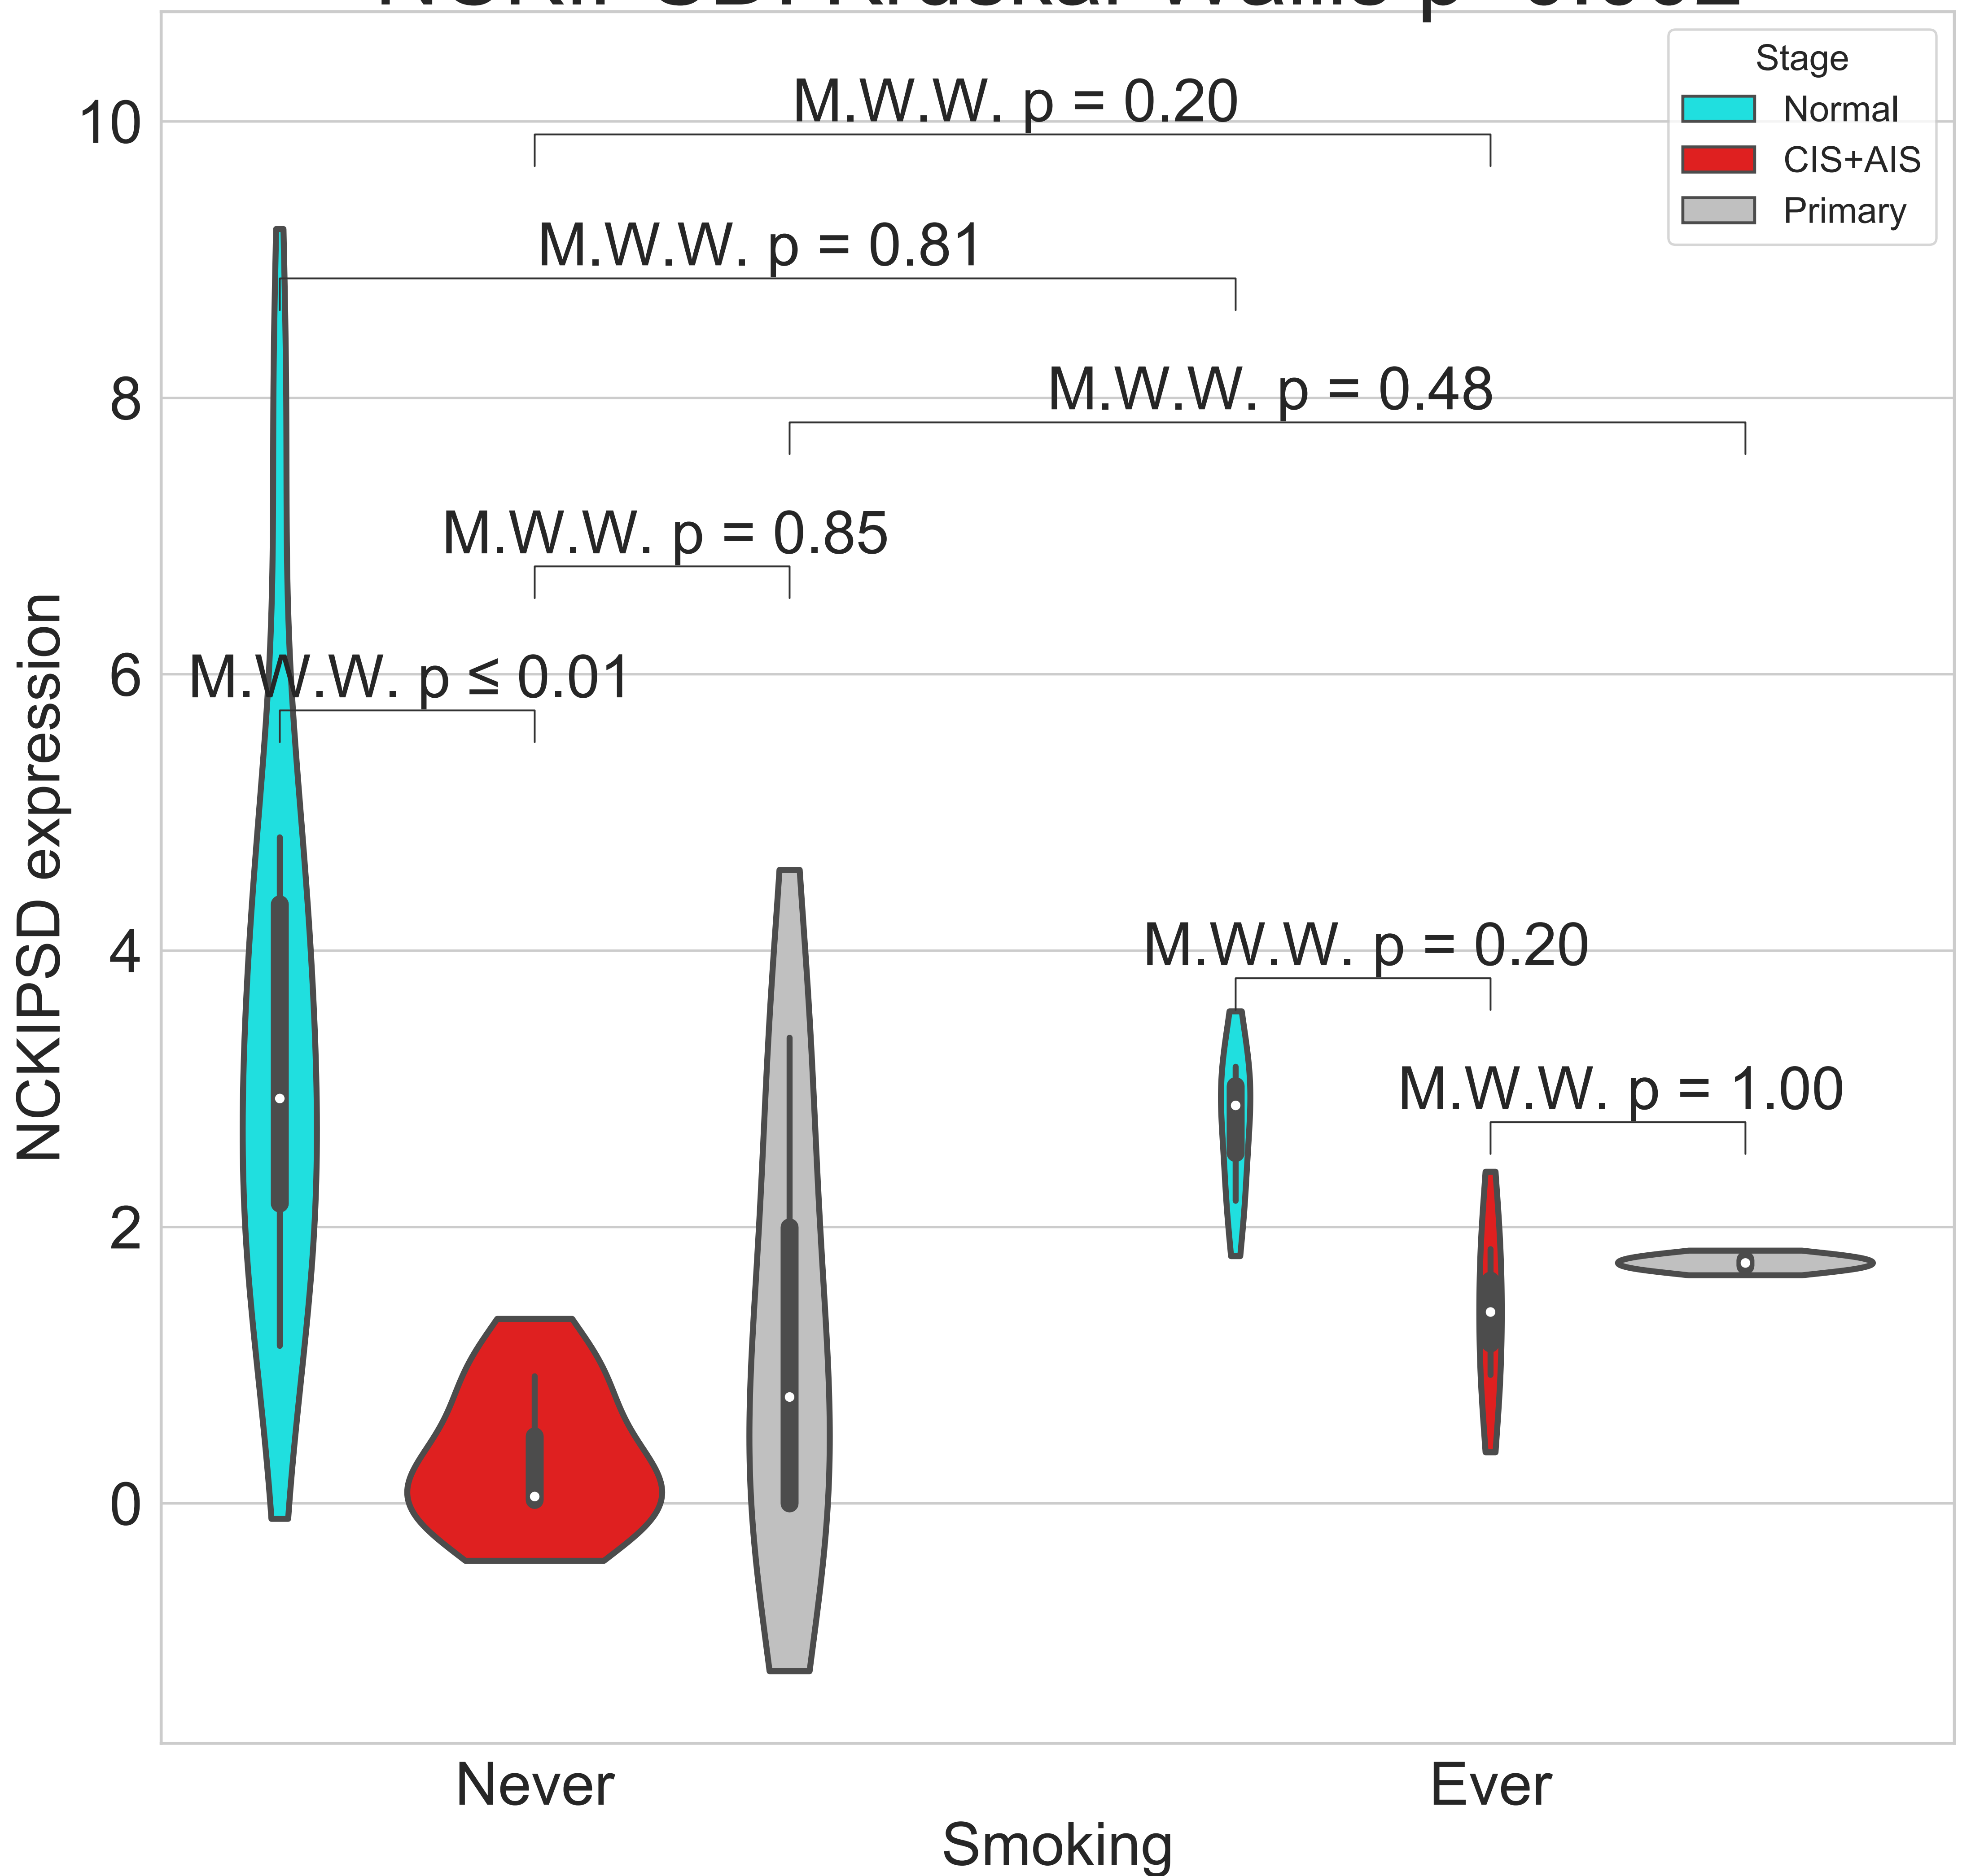 Stage
Normal
CIS+AIS
Primary
M.W.W. p = 0.20
M.W.W. p = 0.81
M.W.W. p = 0.48
M.W.W. p = 0.85
M.W.W. p ≤ 0.01
M.W.W. p = 0.20
M.W.W. p = 1.00
10
8
6
4
2
0
NCKIPSD expression
Never
Ever
Smoking